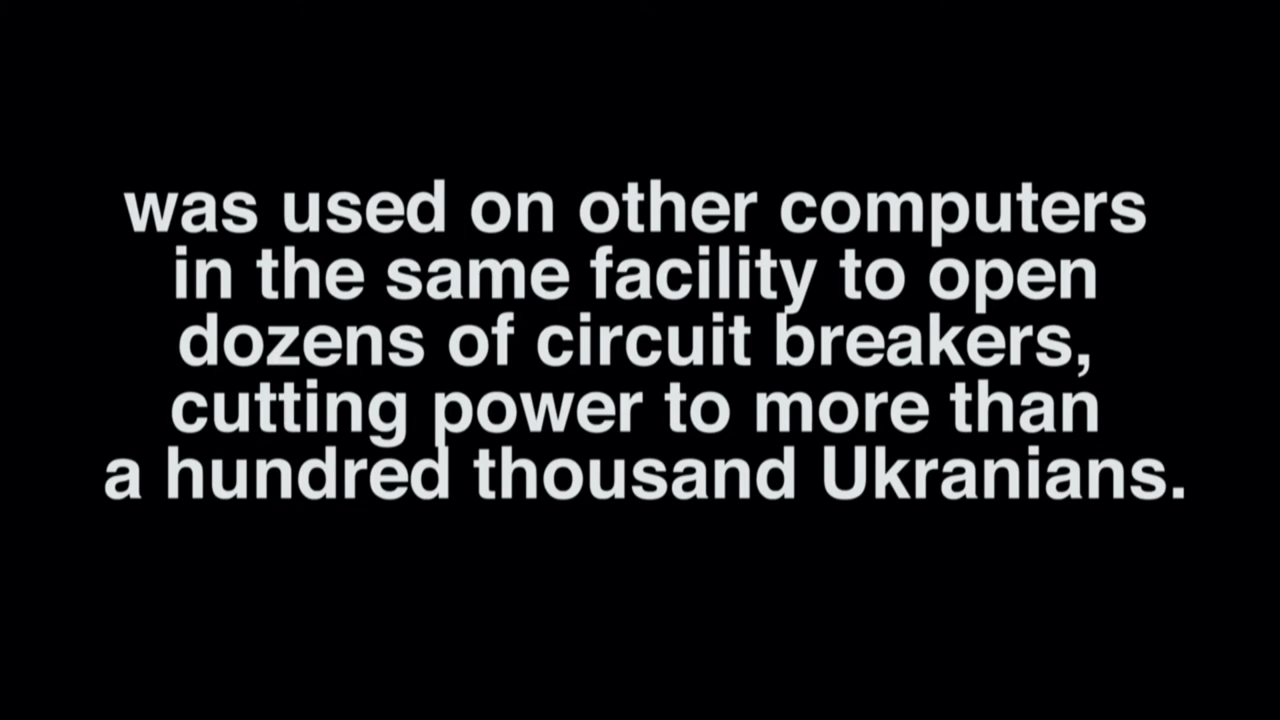 was used on other computers
in the same facility to open
dozens of circuit breakers,
cutting power to more than
a hundred thousand Ukranians.